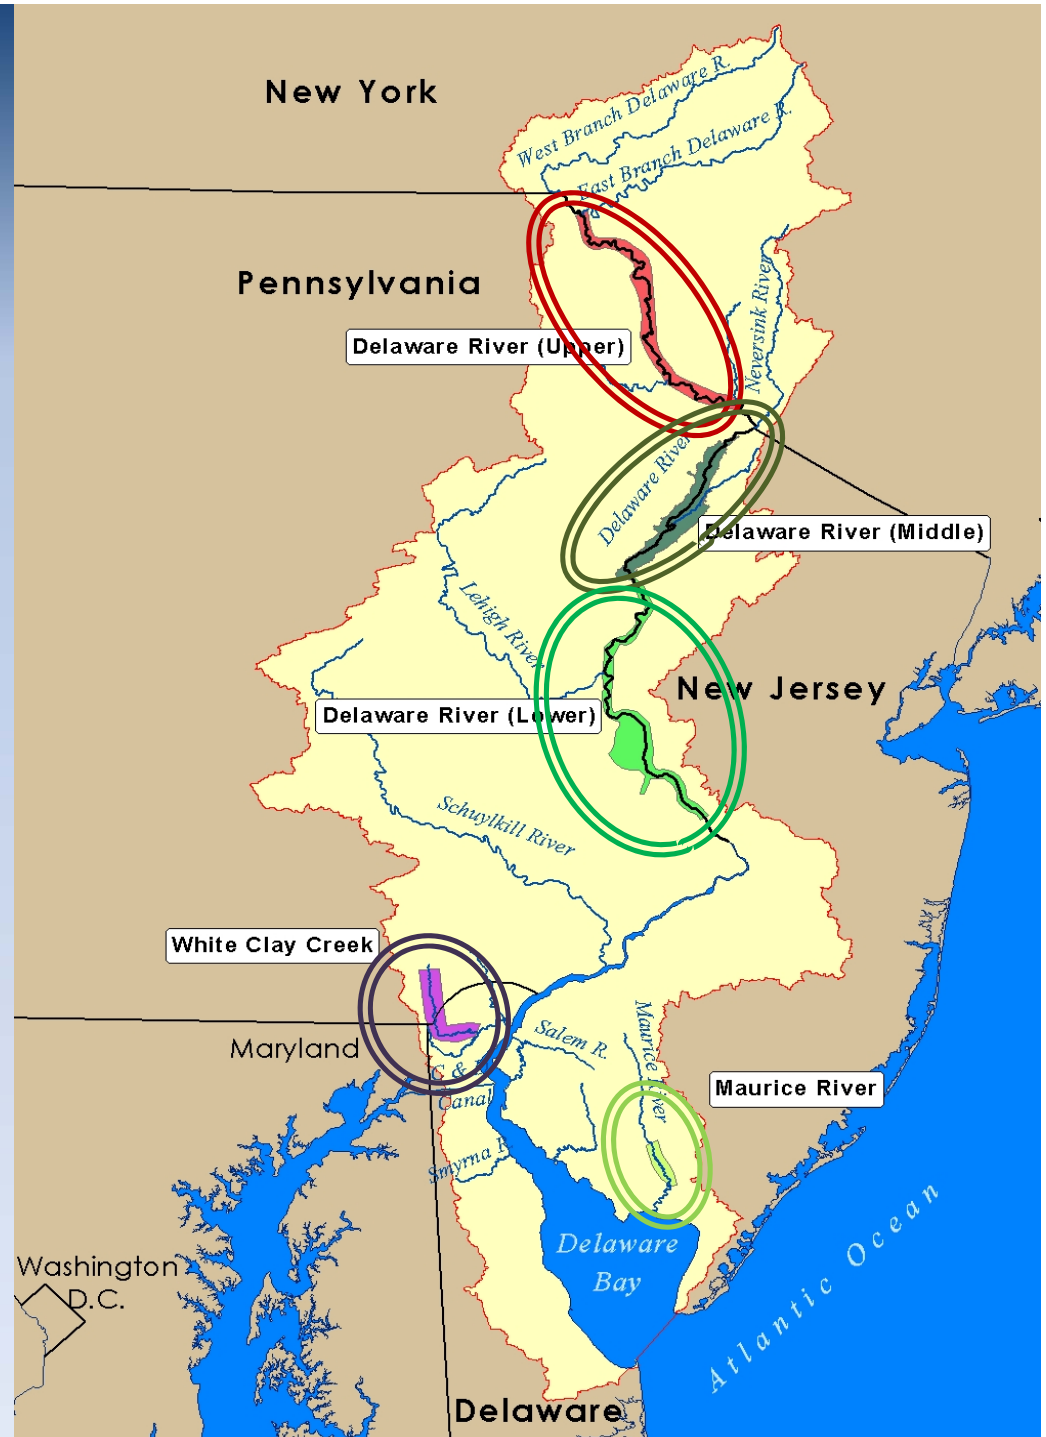 New York
West Branch Delaware R.
East Branch Delaware R.
Pennsylvania
Neversink River
Delaware River (Upper)
Delaware River
Delaware River (Middle)
Lehigh River
New Jersey
Delaware River (Lower)
Schuylkill River
White Clay Creek
Maryland
Salem R.
Maurice River
C & D
Canal
Maurice River
Smyrna R.
Delaware
Bay
Atlantic Ocean
Washington
D.C.
Delaware